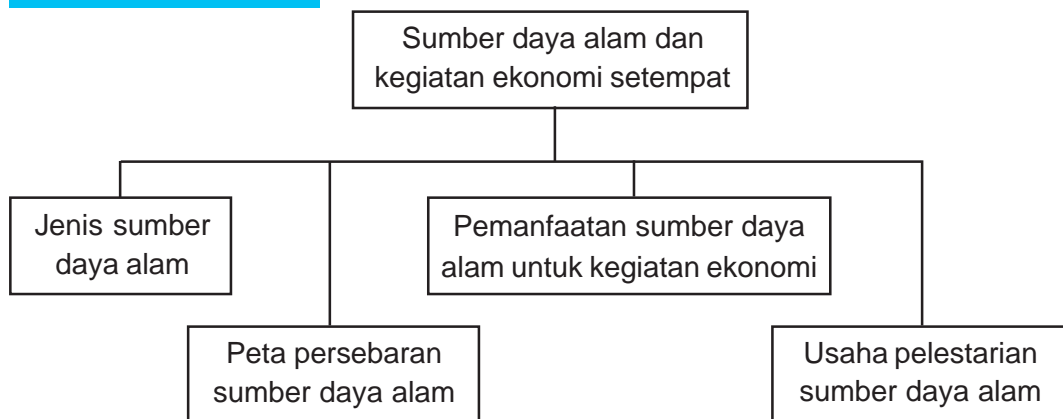 Sumber daya alam dan
kegiatan ekonomi setempat
Jenis sumber
daya alam
Pemanfaatan sumber daya
alam untuk kegiatan ekonomi
Peta persebaran
sumber daya alam
Usaha pelestarian
sumber daya alam